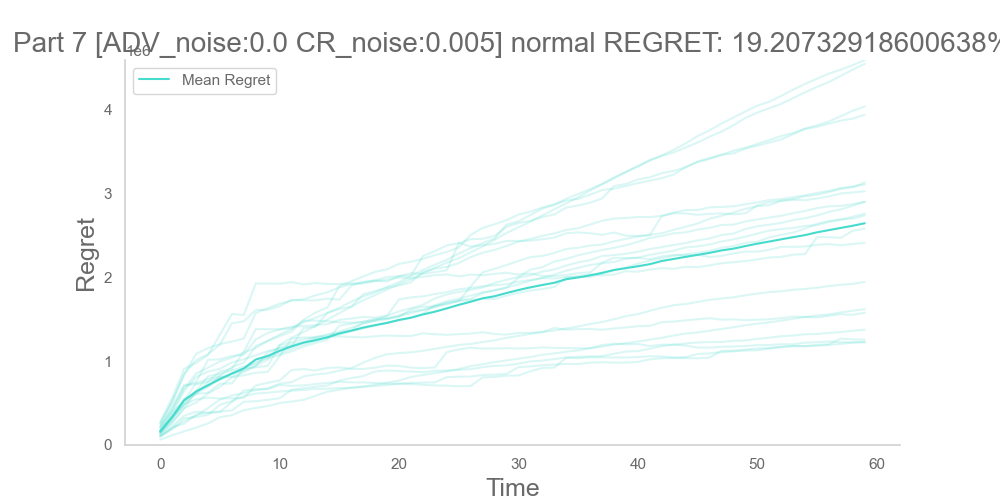 Part 7 [ADV_noise:0.0 CR_noise:0.005] normal REGRET: 19.20732918600638%
1e6
Mean Regret
4
3
2
1
0
Regret
0 10 20 30 40 50 60
Time